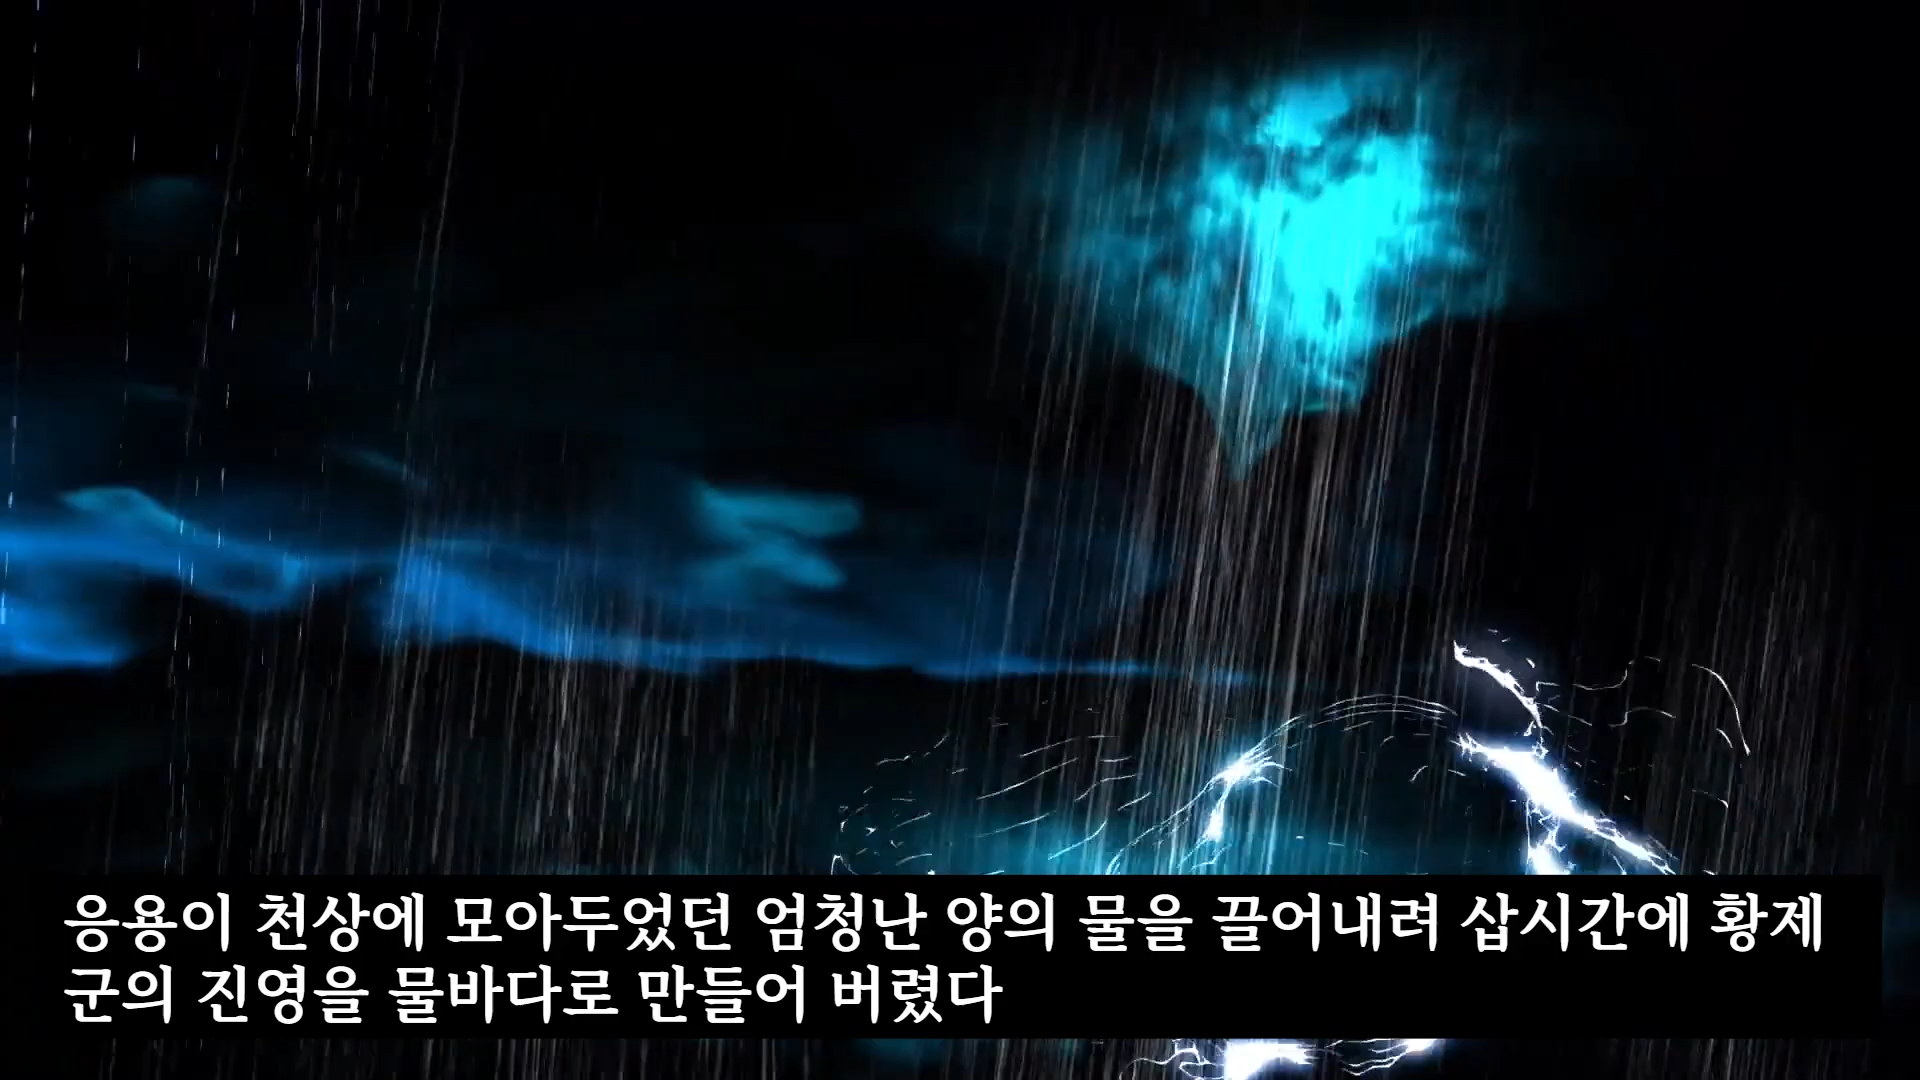 응용이 천상에 모아두었던 엄청난 양의 물을 끌어내려 삽시간에 황제
군의 진영을 물바다로 만들어 버렸다